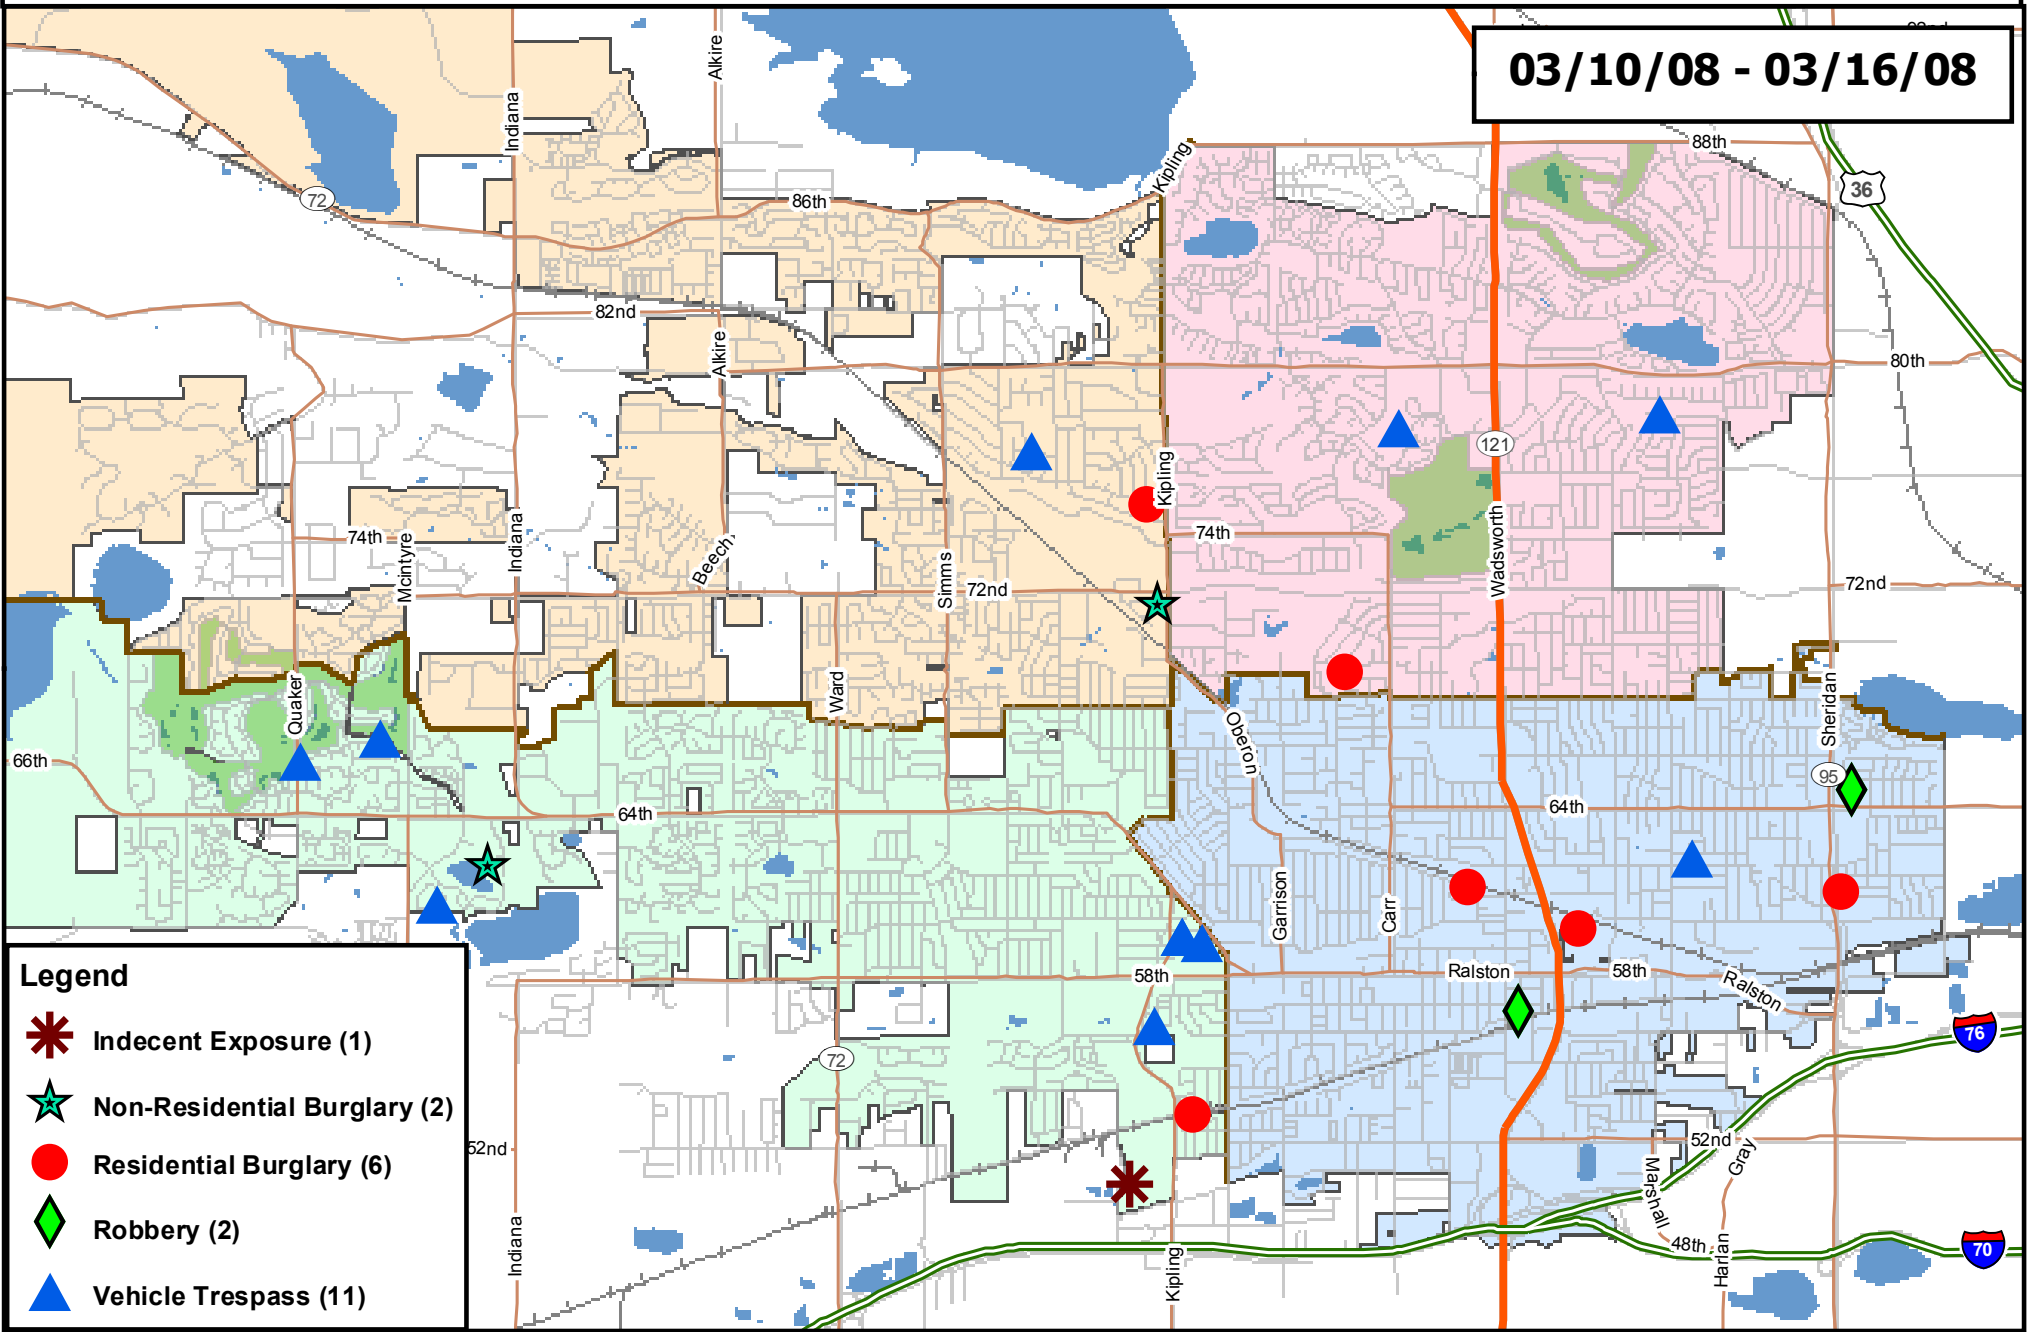 03/10/08 - 03/16/08
Alkire
Indiana
Kipling
88th
36
72
86th
82nd
Alkire
80th
121
Kipling
Wadsworth
74th
74th
Mcintyre
Indiana
Beech
Simms
72nd
72nd
Quaker
Ward
Oberon
Sheridan
66th
95
64th
64th
Garrison
Carr
58th
Ralston
58th
Ralston
76
72
52nd
52nd
Gray
Marshall
Indiana
Kipling
48th
Harlan
70
Legend
Indecent Exposure (1)
Non-Residential Burglary (2)
Residential Burglary (6)
Robbery (2)
Vehicle Trespass (11)